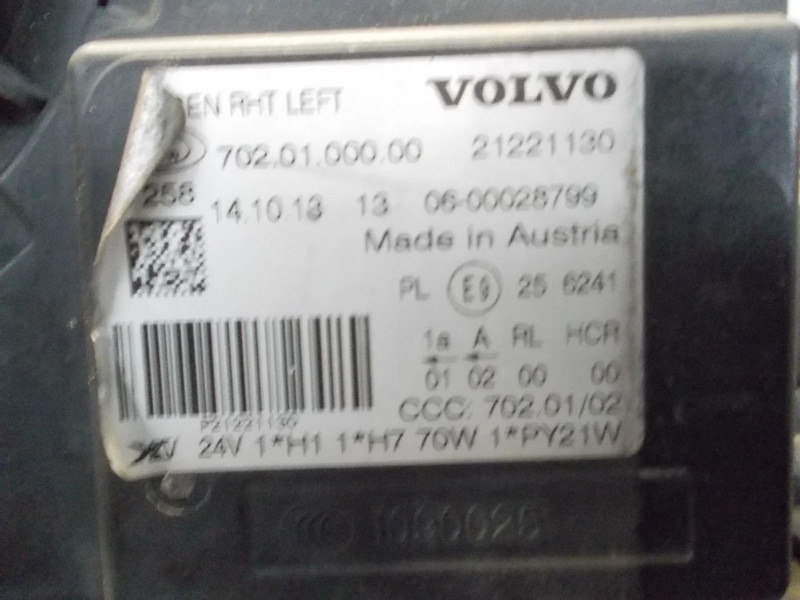 EN RHT LEFT VOLVO
702.01.000.00 21221130
258 14.10.13 13 06-00028799
Made in Austria
PL E9 25 6241
1a A RL HCR
01 02 00 00
CCC: 702.01/02
P21221130
24V 1*H1 1*H7 70W 1*PY21W